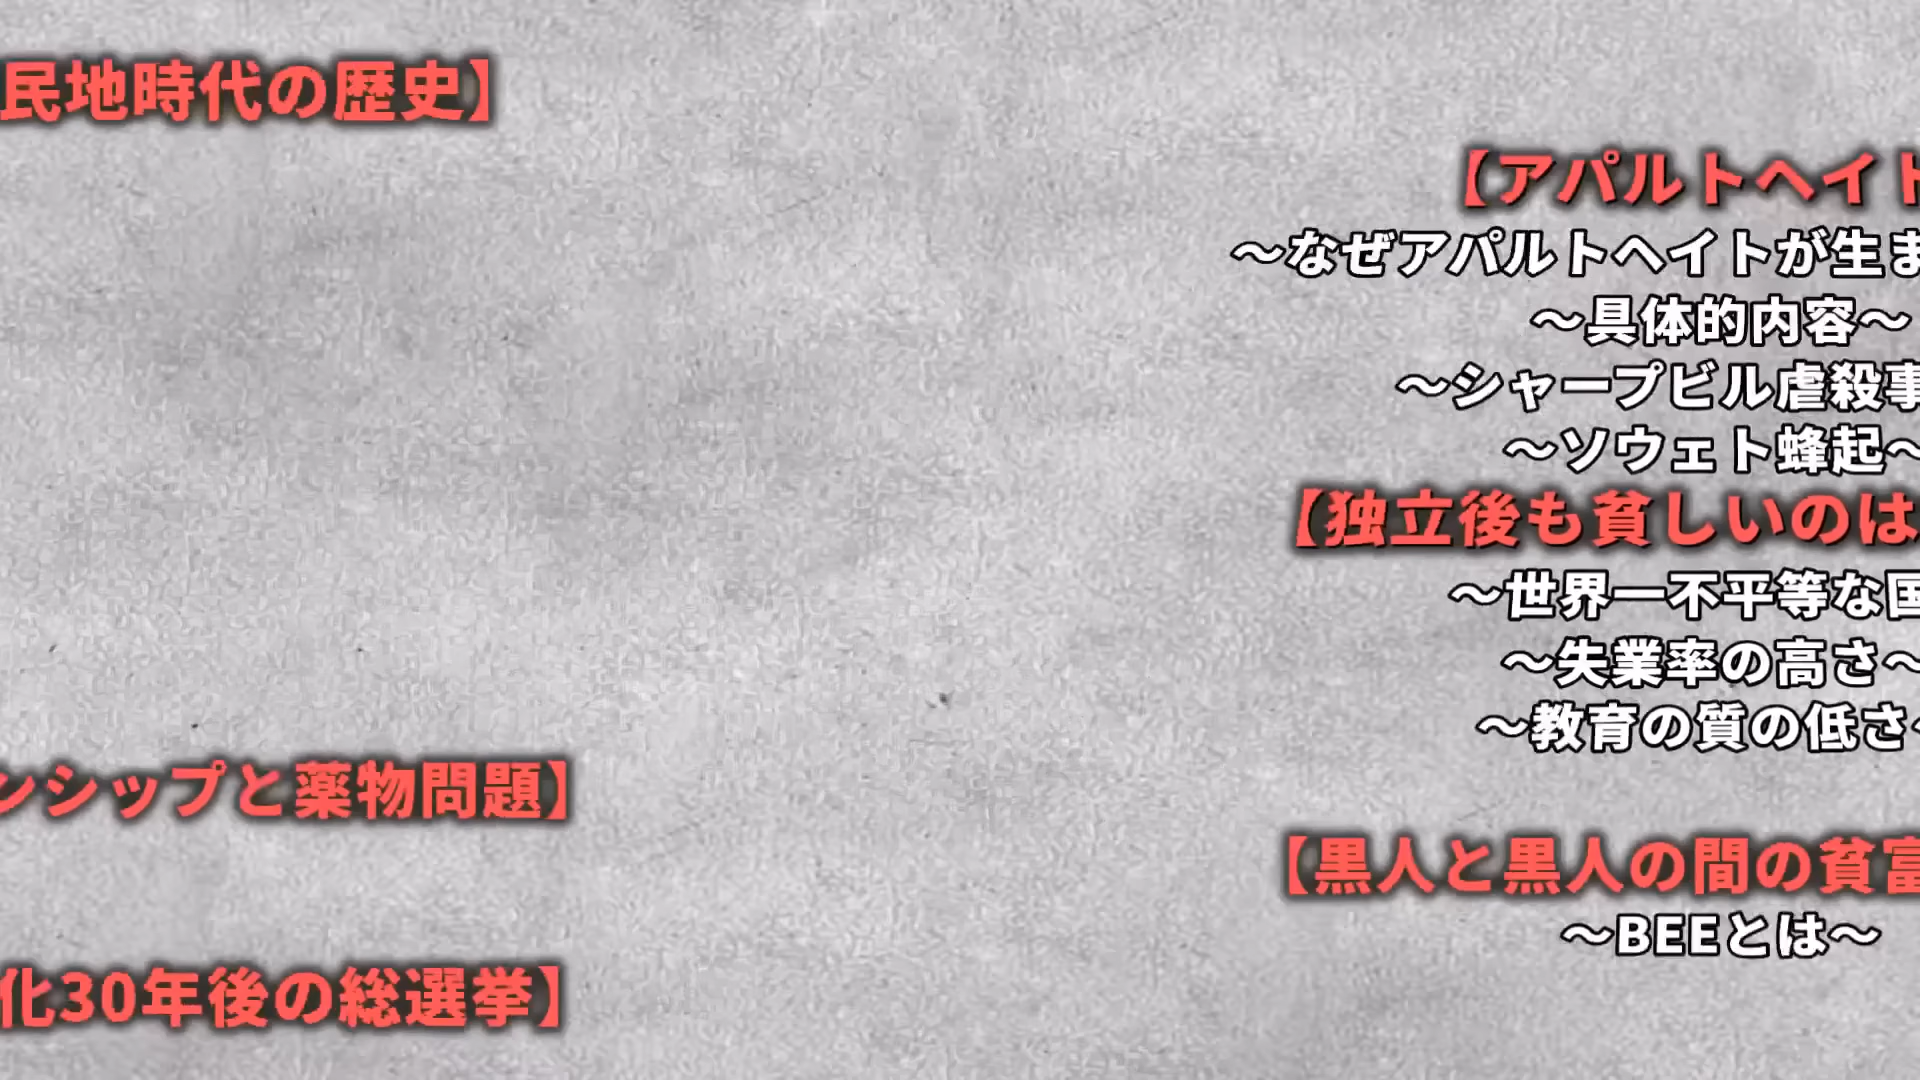 民地時代の歴史】
【アパルトヘイト
～なぜアパルトヘイトが生ま
～具体的内容～
～シャープビル虐殺事
～ソウェト蜂起～
【独立後も貧しいのは
～世界一不平等な国
～失業率の高さ～
～教育の質の低さ～
ンシップと薬物問題】
【黒人と黒人の間の貧富
～BEEとは～
化30年後の総選挙】